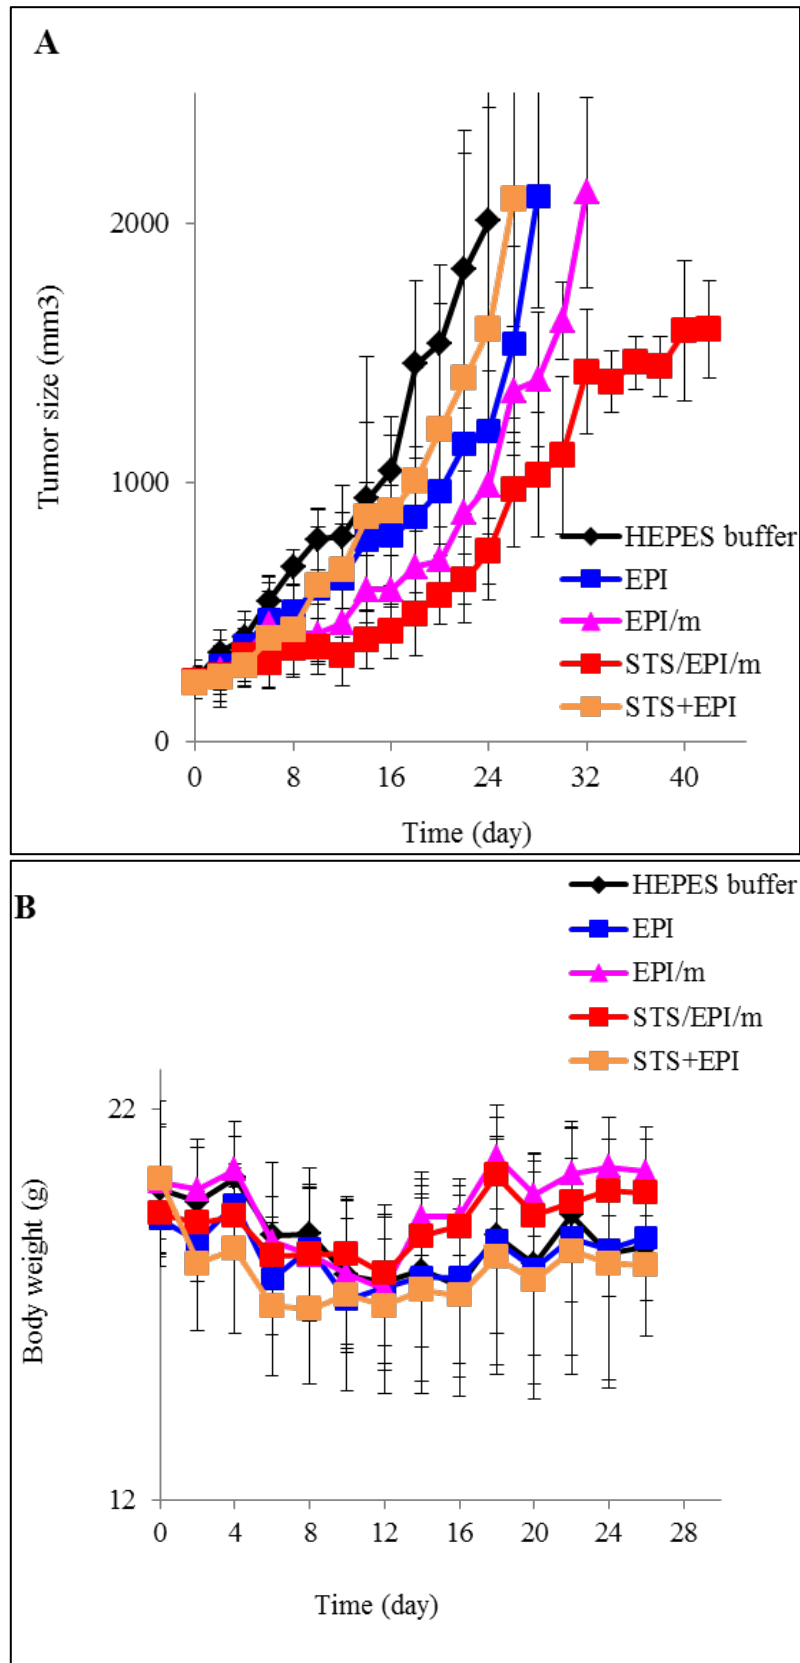 A
Tumor size (mm3)
2000
1000
0
0 8 16 24 32 40
Time (day)
HEPES buffer
EPI
EPI/m
STS/EPI/m
STS+EPI
B
HEPES buffer
EPI
EPI/m
STS/EPI/m
STS+EPI
Body weight (g)
22
12
0 4 8 12 16 20 24 28
Time (day)